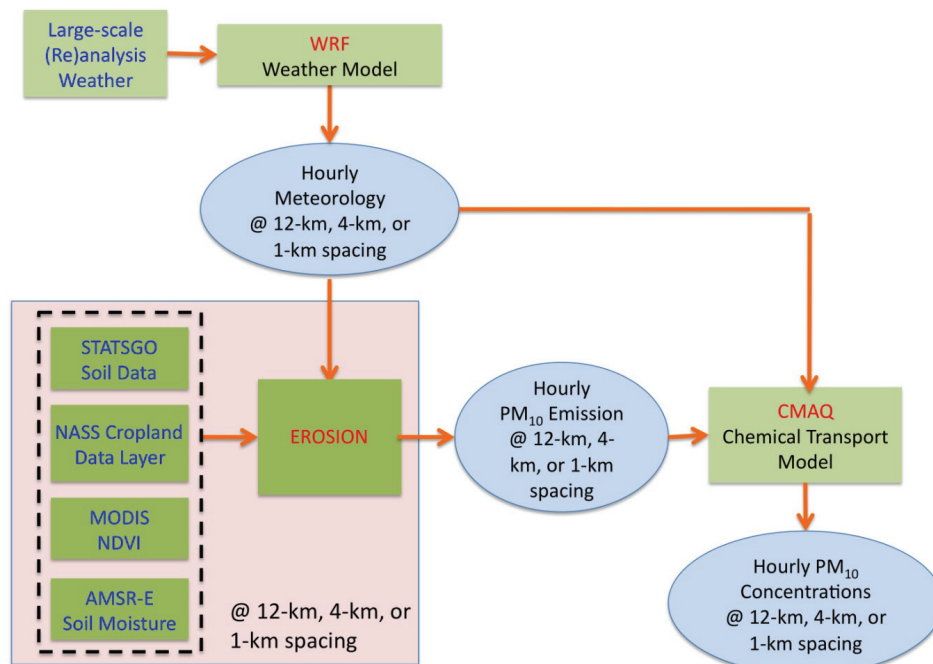 Large-scale
(Re)analysis
Weather
WRF
Weather Model
Hourly
Meteorology
@ 12-km, 4-km, or
1-km spacing
STATSGO
Soil Data
NASS Cropland
Data Layer
MODIS
NDVI
AMSR-E
Soil Moisture
EROSION
@ 12-km, 4-km, or
1-km spacing
Hourly
PM₁₀ Emission
@ 12-km, 4-
km, or 1-km
spacing
CMAQ
Chemical Transport
Model
Hourly PM₁₀
Concentrations
@ 12-km, 4-km, or
1-km spacing